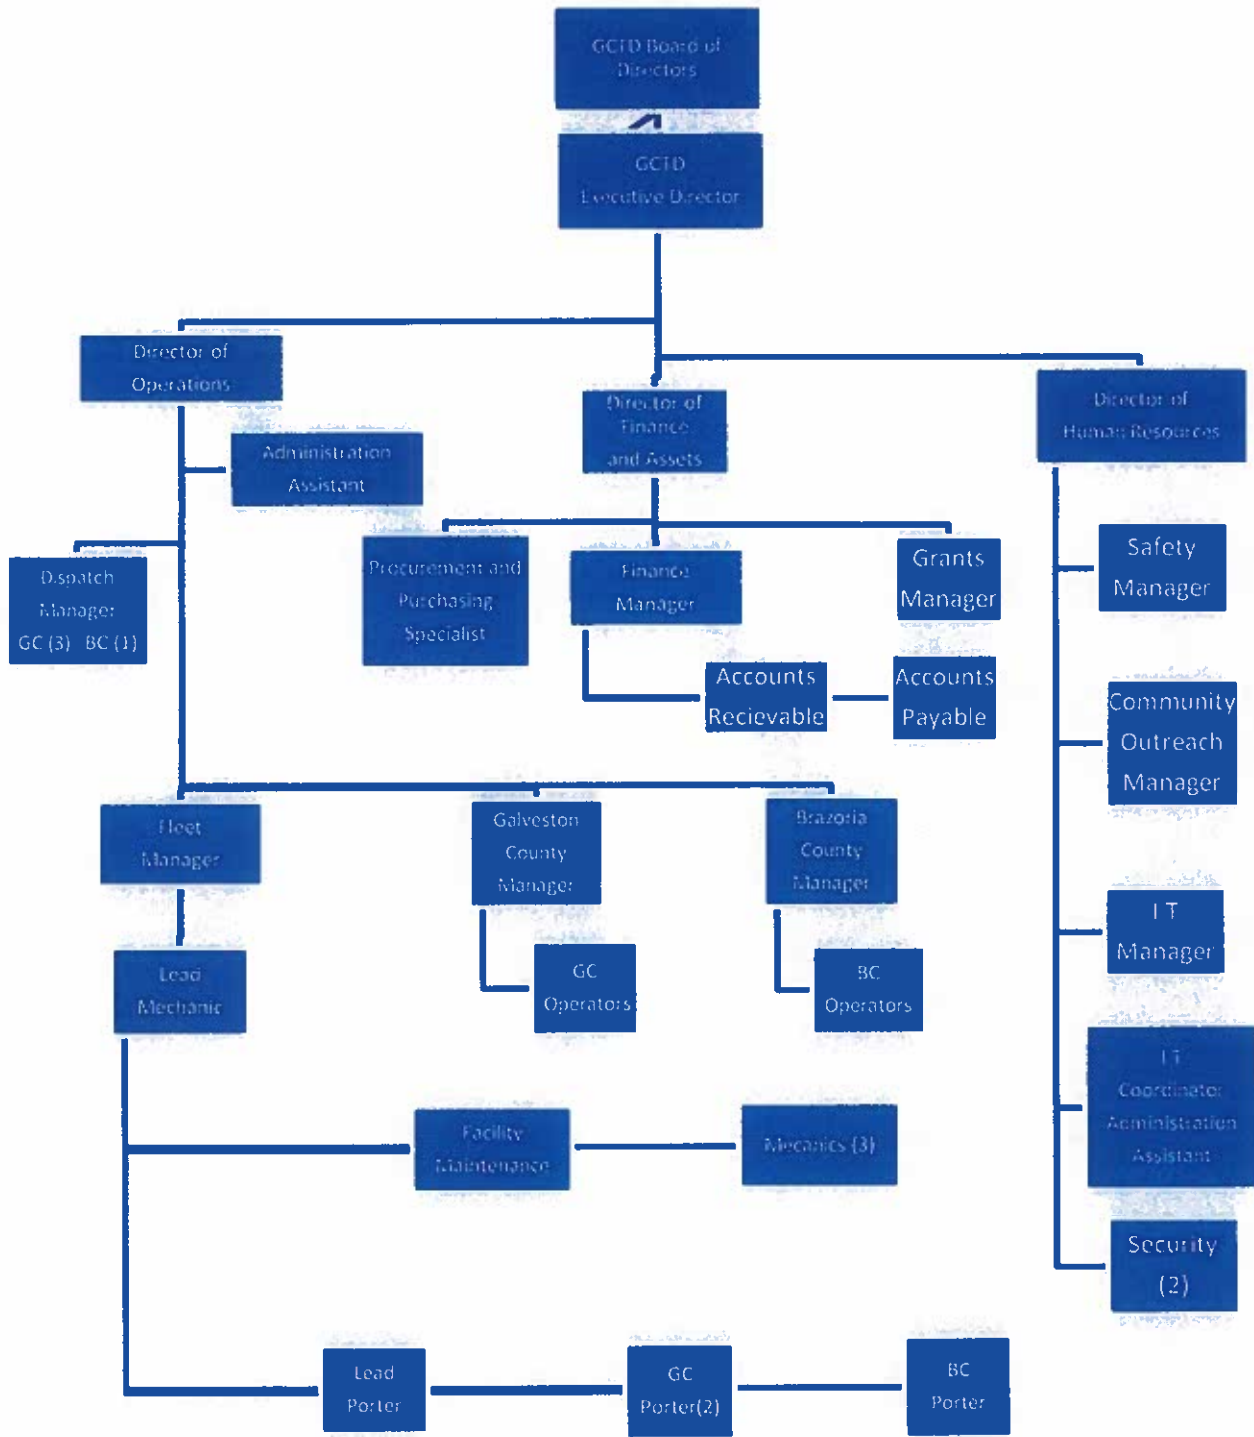 GCTD Board of
Directors
GCTD
Executive Director
Director of
Operations
Director of
Finance
and Assets
Director of
Human Resources
Administration
Assistant
Dispatch
Manager
GC (3) BC (1)
Procurement and
Purchasing
Specialist
Finance
Manager
Grants
Manager
Safety
Manager
Accounts
Recievable
Accounts
Payable
Community
Outreach
Manager
Fleet
Manager
Galveston
County
Manager
Brazoria
County
Manager
I T
Manager
Lead
Mechanic
GC
Operators
BC
Operators
I T
Coordinator
Administration
Assistant
Facility
Maintenance
Mecanics (3)
Security
(2)
Lead
Porter
GC
Porter(2)
BC
Porter